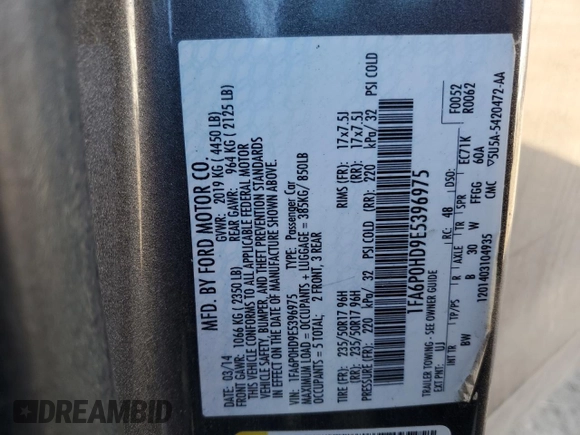 MFD. BY FORD MOTOR CO.
DATE: 03/14 GVWR: 2019 KG ( 4450 LB)
FRONT GAWR: 1066 KG ( 2350 LB) REAR GAWR: 964 KG ( 2125 LB)
THIS VEHICLE CONFORMS TO ALL APPLICABLE FEDERAL MOTOR
VEHICLE SAFETY, BUMPER, AND THEFT PREVENTION STANDARDS
IN EFFECT ON THE DATE OF MANUFACTURE SHOWN ABOVE.
VIN: 1FA6P0HD9E5396975 TYPE: Passenger Car
MAXIMUM LOAD = OCCUPANTS + LUGGAGE = 385KG/ 850LB
OCCUPANTS = 5 TOTAL: 2 FRONT, 3 REAR
TIRE (FR): 235/50R17 96H RIMS (FR): 17x7.5J
TIRE (RR): 235/50R17 96H (RR): 17x7.5J
PRESSURE (FR): 220 kPa/ 32 PSI COLD (RR): 220 kPa/ 32 PSI COLD
1FA6P0HD9E5396975
TRAILER TOWING - SEE OWNER GUIDE
EXT PNT: UJ RC: 48 DSO: F0052
INT TR TP/PS R AXLE TR SPR EC71K R0062
BW B 30 W FFGG 60A
1201403104935 CMC ▽5U5A-5420472-AA
DREAMBID